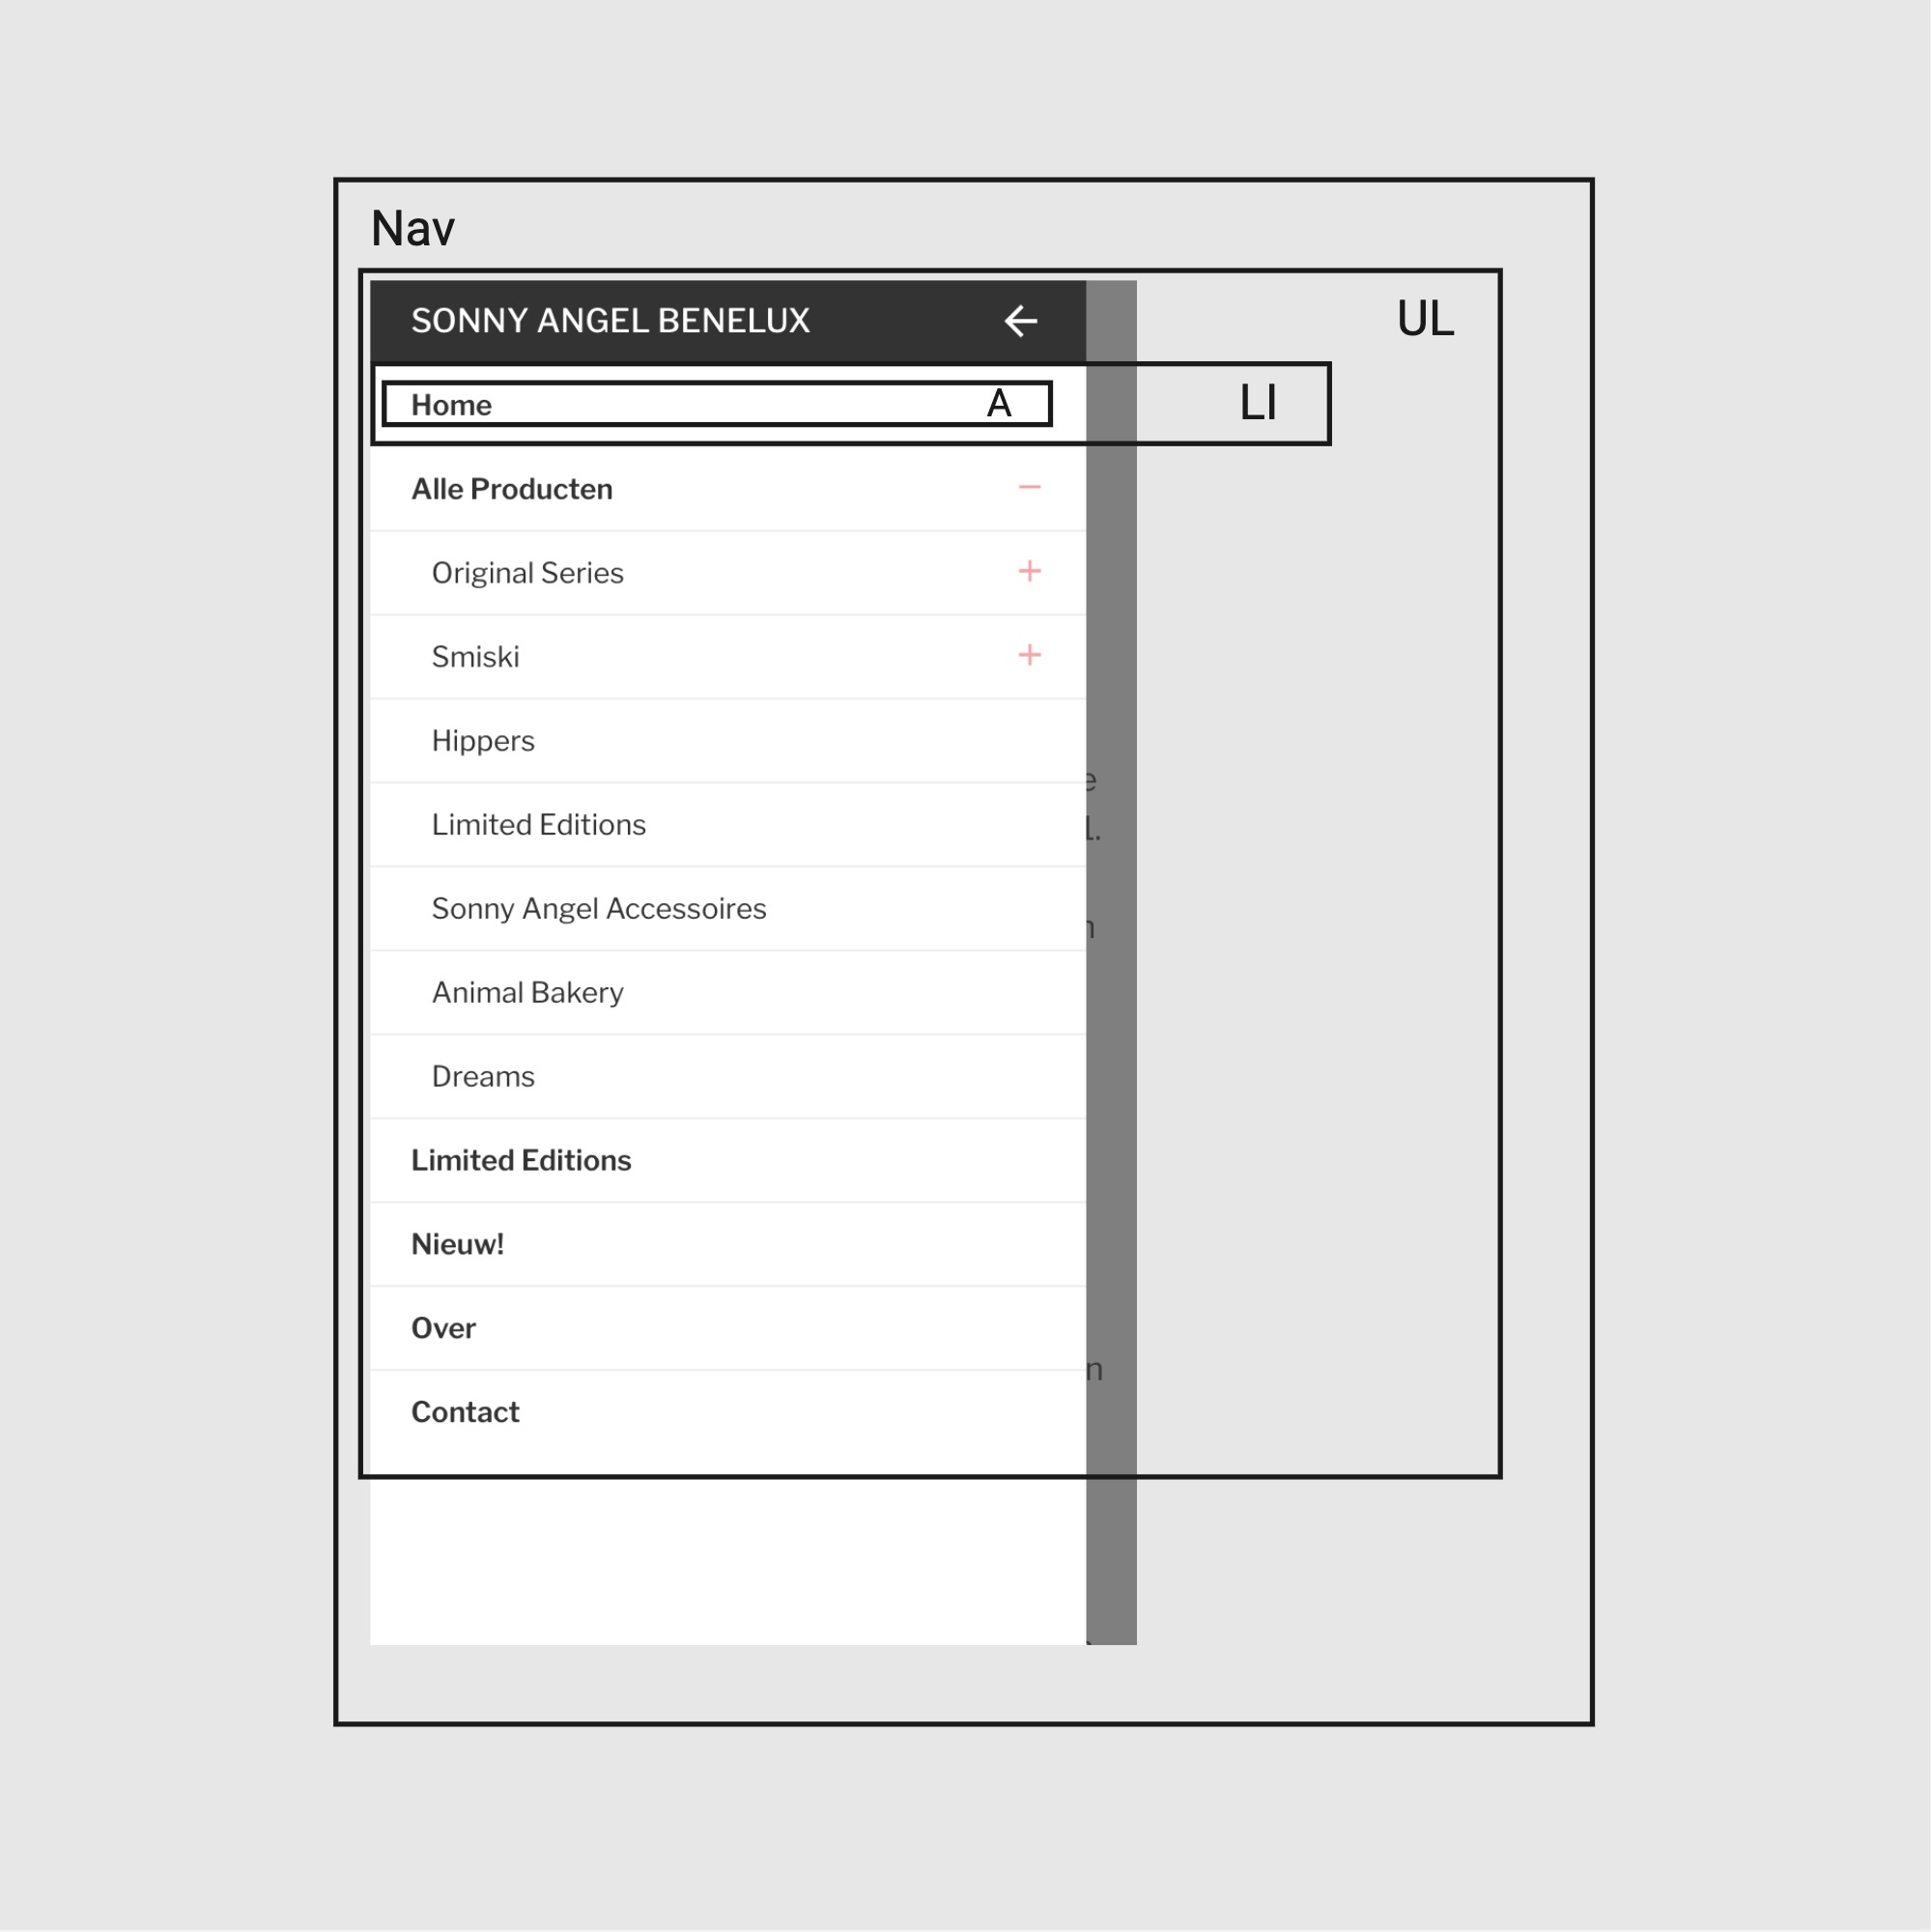 Nav
SONNY ANGEL BENELUX
UL
Home
A
LI
Alle Producten
Original Series
Smiski
Hippers
Limited Editions
Sonny Angel Accessoires
Animal Bakery
Dreams
Limited Editions
Nieuw!
Over
Contact